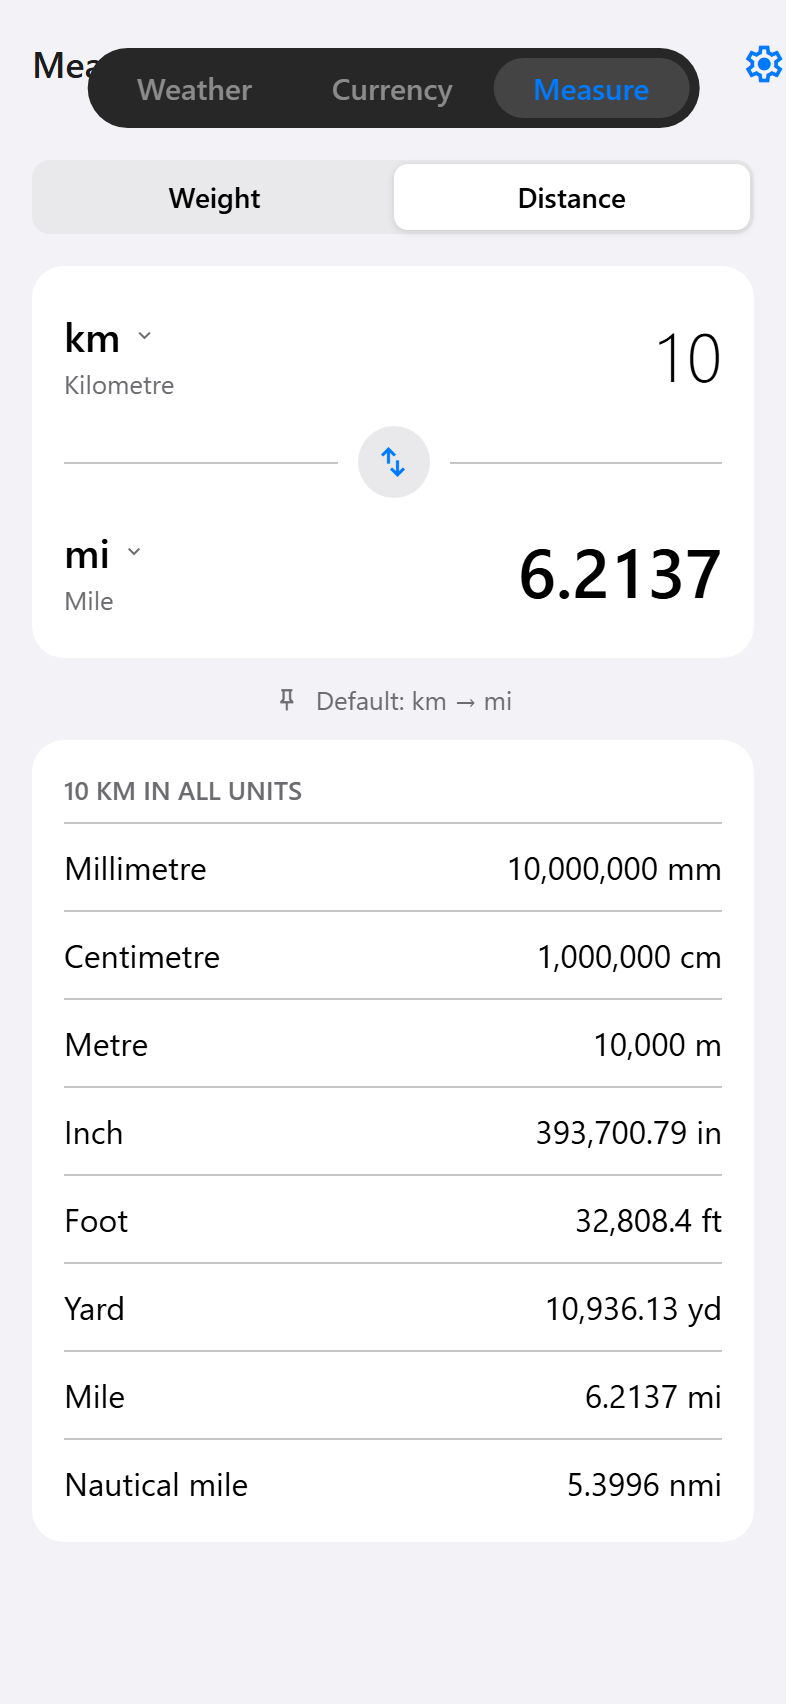 Weather Currency Measure
Weight Distance
km 10
Kilometre
mi 6.2137
Mile
Default: km → mi
10 KM IN ALL UNITS
Millimetre 10,000,000 mm
Centimetre 1,000,000 cm
Metre 10,000 m
Inch 393,700.79 in
Foot 32,808.4 ft
Yard 10,936.13 yd
Mile 6.2137 mi
Nautical mile 5.3996 nmi